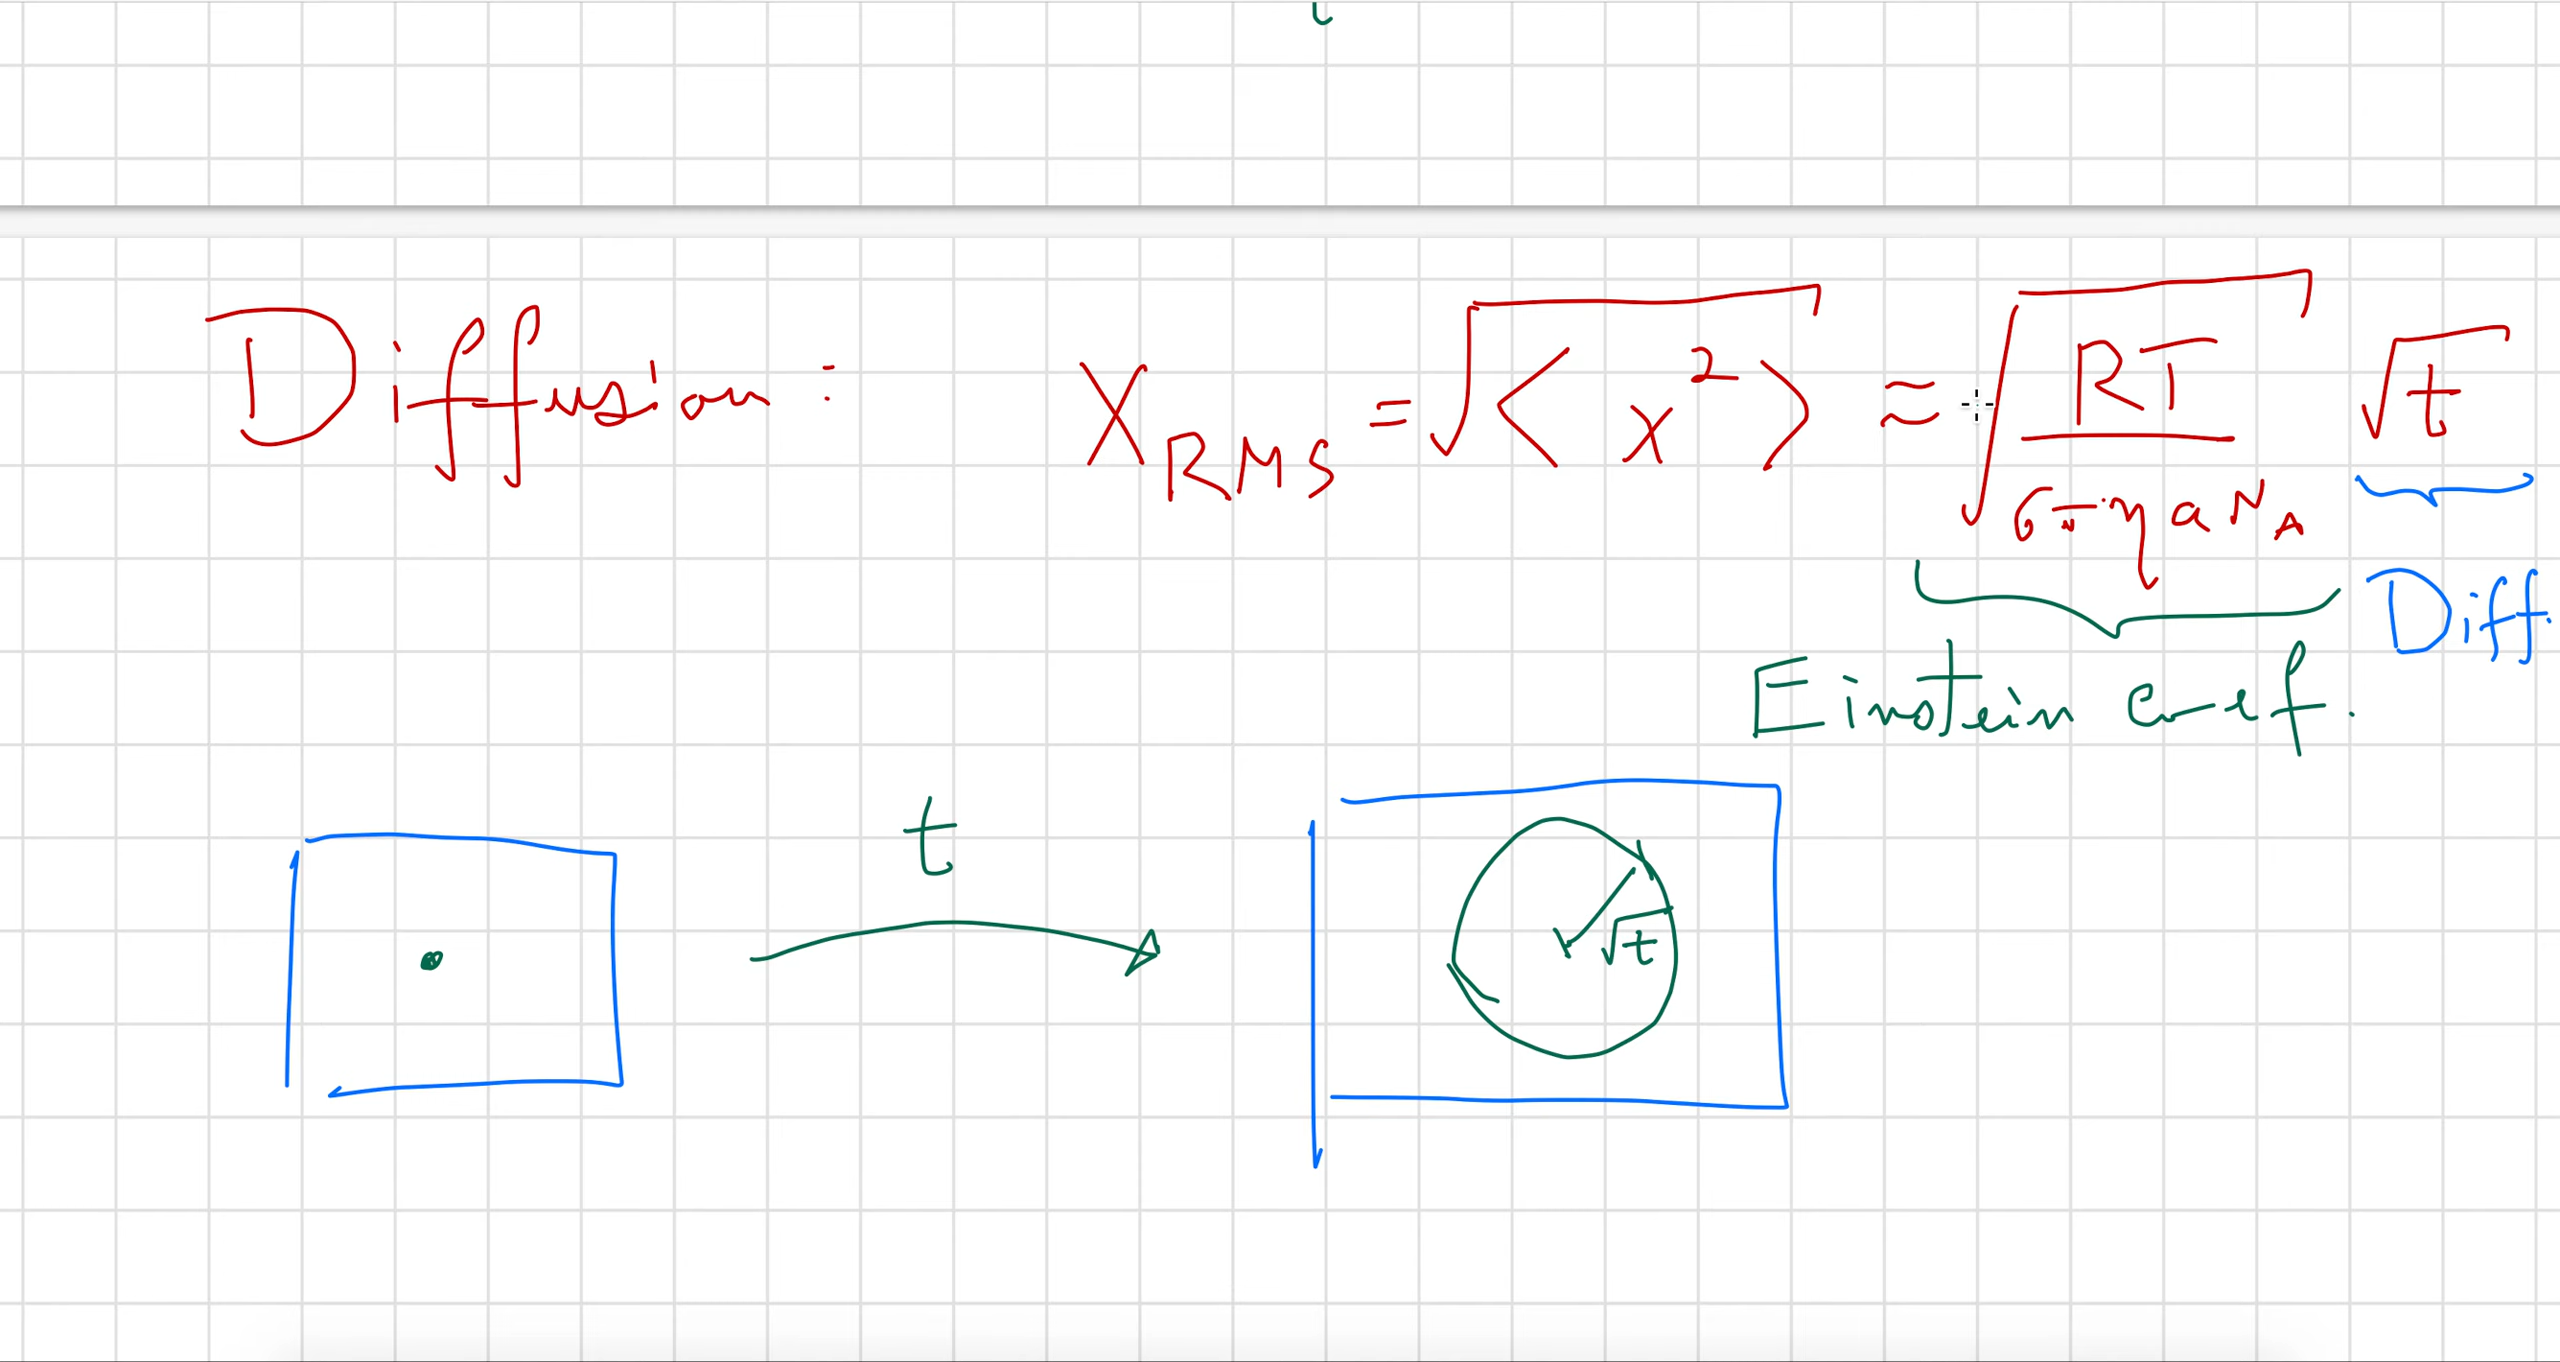 Diffusion : X_RMS = √⟨x²⟩ ≈ √(RT / 6πηaN_A) √t
Diff.
Einstein coef.
t
√t